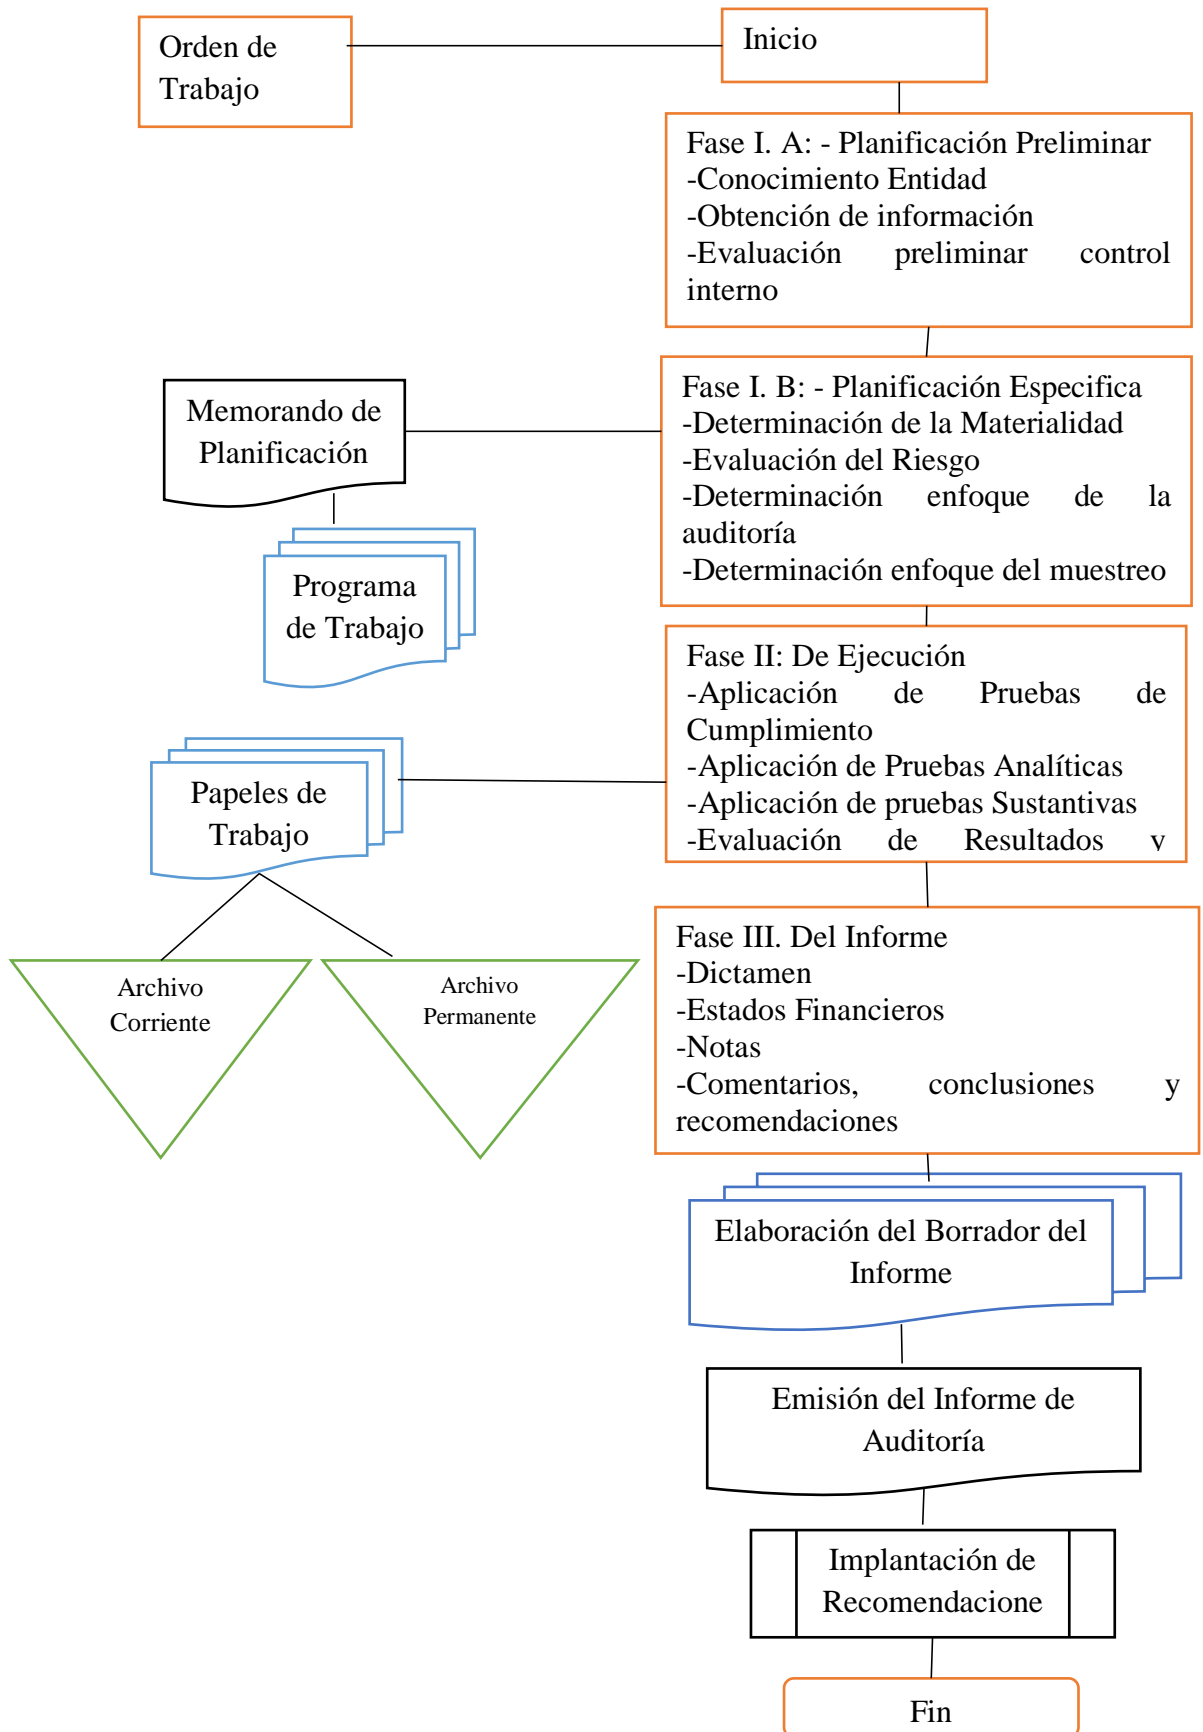 Orden de
Trabajo
Inicio
Fase I. A: - Planificación Preliminar
-Conocimiento Entidad
-Obtención de información
-Evaluación preliminar control
interno
Memorando de
Planificación
Fase I. B: - Planificación Especifica
-Determinación de la Materialidad
-Evaluación del Riesgo
-Determinación enfoque de la
auditoría
-Determinación enfoque del muestreo
Programa
de Trabajo
Fase II: De Ejecución
-Aplicación de Pruebas de
Cumplimiento
-Aplicación de Pruebas Analíticas
-Aplicación de pruebas Sustantivas
-Evaluación de Resultados y
Papeles de
Trabajo
Archivo
Corriente
Archivo
Permanente
Fase III. Del Informe
-Dictamen
-Estados Financieros
-Notas
-Comentarios, conclusiones y
recomendaciones
Elaboración del Borrador del
Informe
Emisión del Informe de
Auditoría
Implantación de
Recomendacione
Fin